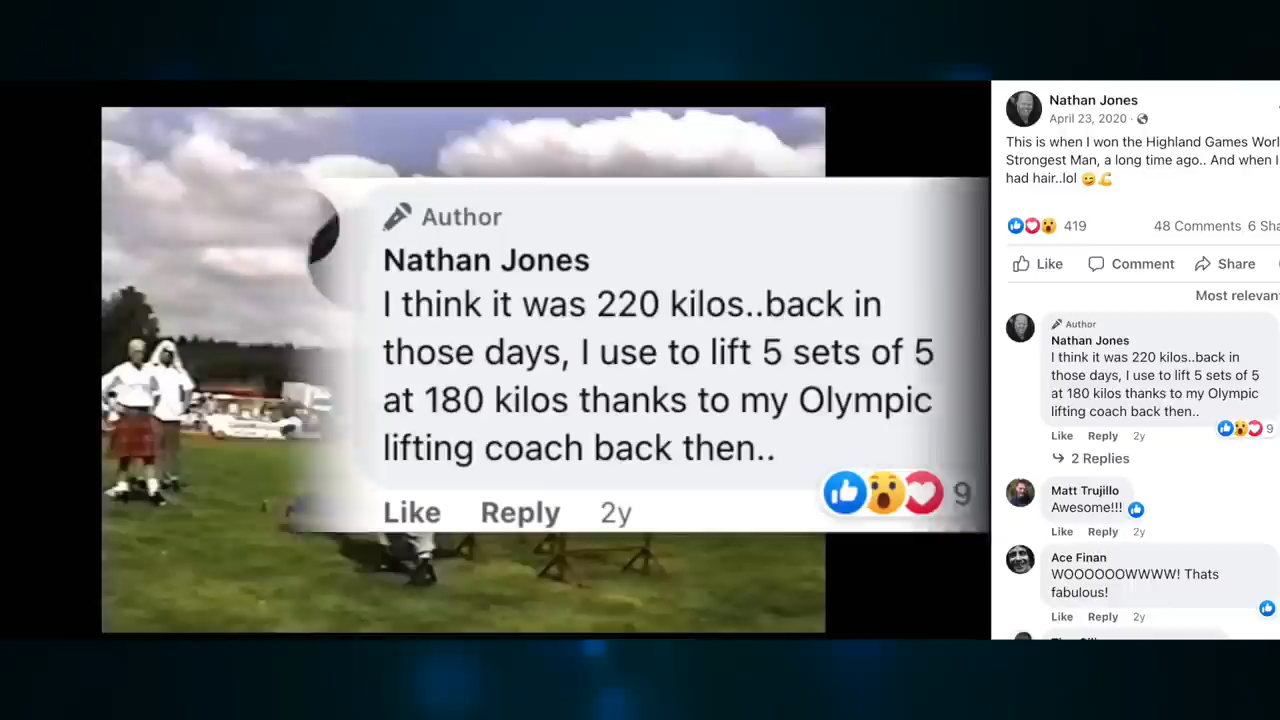 Author
Nathan Jones
I think it was 220 kilos..back in
those days, I use to lift 5 sets of 5
at 180 kilos thanks to my Olympic
lifting coach back then..
Like Reply 2y
9
Nathan Jones
April 23, 2020
This is when I won the Highland Games Worl
Strongest Man, a long time ago.. And when I
had hair..lol 🤪💪
419 48 Comments 6 Sha
Like Comment Share
Most relevan
Author
Nathan Jones
I think it was 220 kilos..back in
those days, I use to lift 5 sets of 5
at 180 kilos thanks to my Olympic
lifting coach back then..
9
Like Reply 2y
2 Replies
Matt Trujillo
Awesome!!!
Like Reply 2y
Ace Finan
WOOOOOOWWWW! Thats
fabulous!
Like Reply 2y